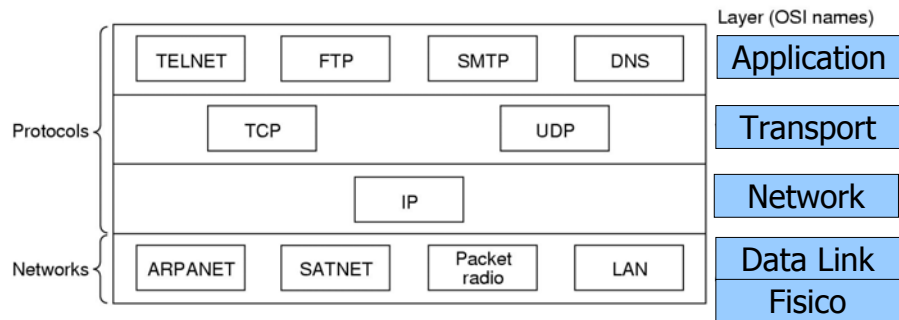 Layer (OSI names)
TELNET FTP SMTP DNS Application
Protocols TCP UDP Transport
IP Network
Networks ARPANET SATNET Packet radio LAN Data Link
Fisico